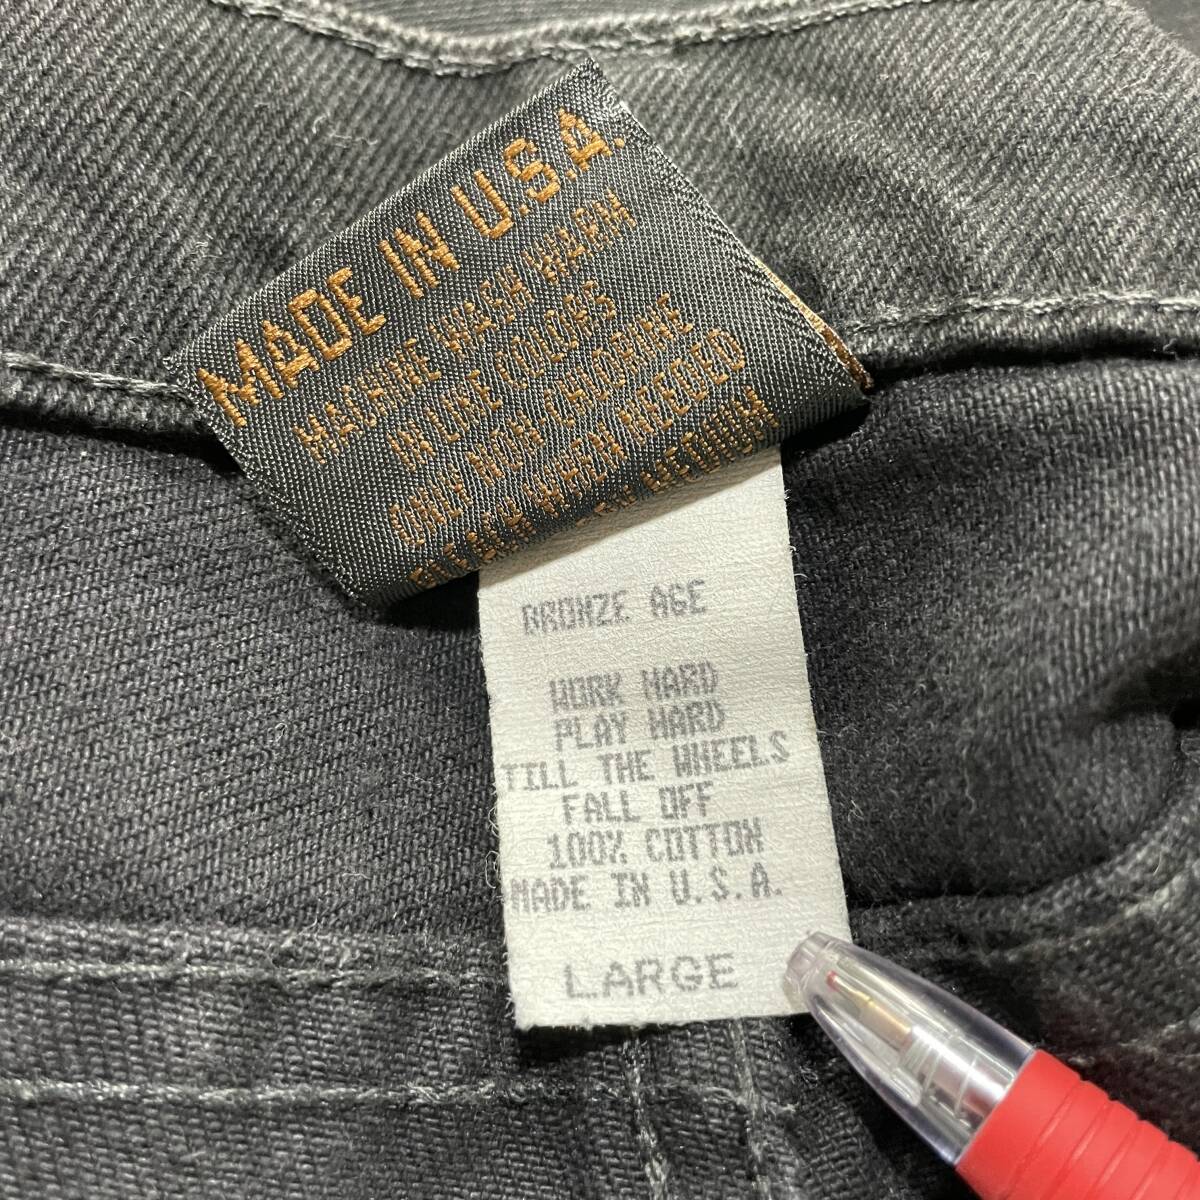 MADE IN U.S.A.
MACHINE WASH WARM
IN LIKE COLORS
ONLY NON CHLORINE
BLEACH WHEN NEEDED
MEDIUM
BRONZE AGE
WORK HARD
PLAY HARD
TILL THE WHEELS
FALL OFF
100% COTTON
MADE IN U.S.A.
LARGE